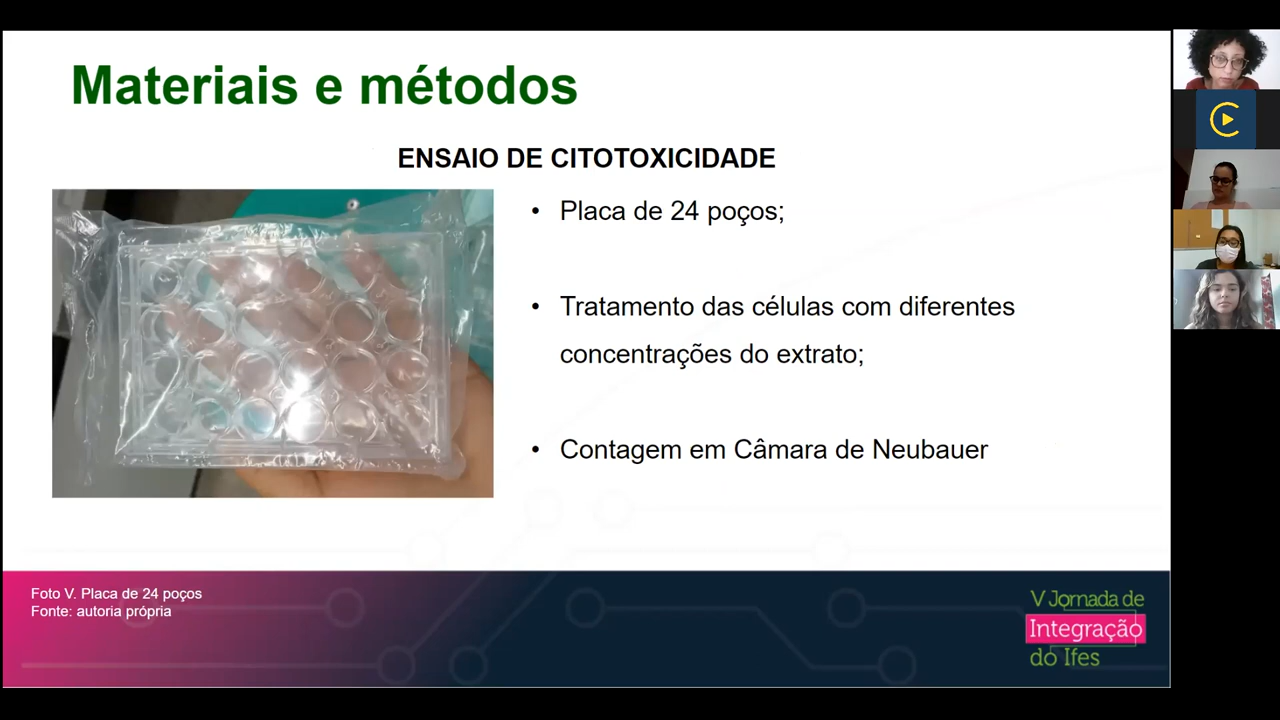 Materiais e métodos
ENSAIO DE CITOTOXICIDADE
• Placa de 24 poços;
• Tratamento das células com diferentes
concentrações do extrato;
• Contagem em Câmara de Neubauer
Foto V. Placa de 24 poços
Fonte: autoria própria
V Jornada de
Integração
do Ifes